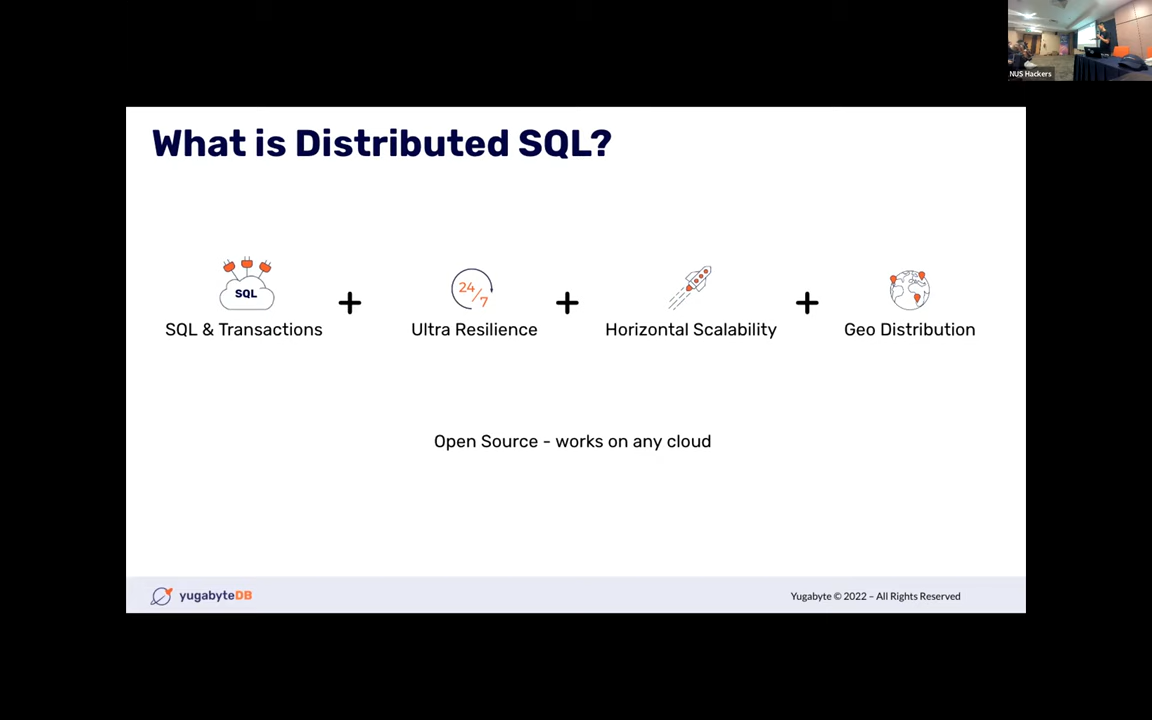 NUS Hackers
What is Distributed SQL?
SQL
24/7
+
+
+
SQL & Transactions
Ultra Resilience
Horizontal Scalability
Geo Distribution
Open Source - works on any cloud
yugabyteDB
Yugabyte © 2022 – All Rights Reserved